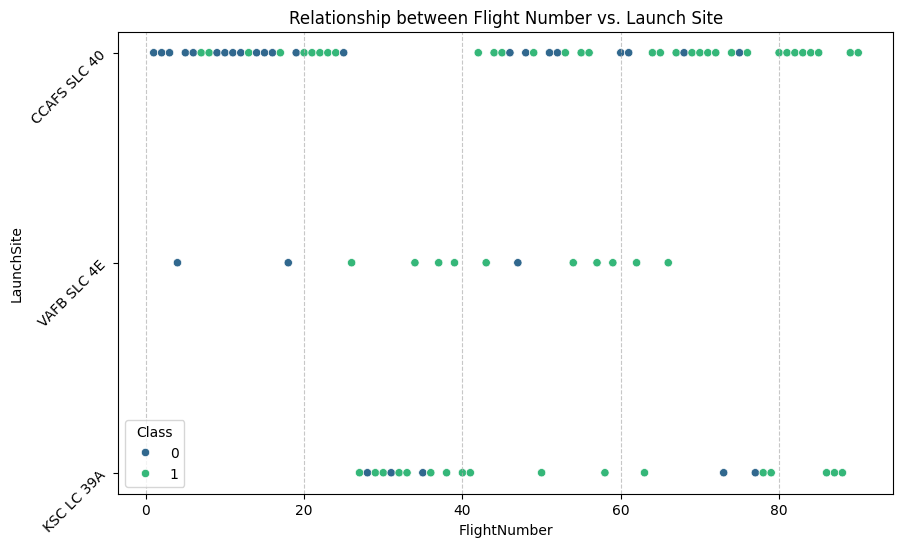 Relationship between Flight Number vs. Launch Site
CCAFS SLC 40
VAFB SLC 4E
KSC LC 39A
LaunchSite
Class
0
1
0
20
40
60
80
FlightNumber